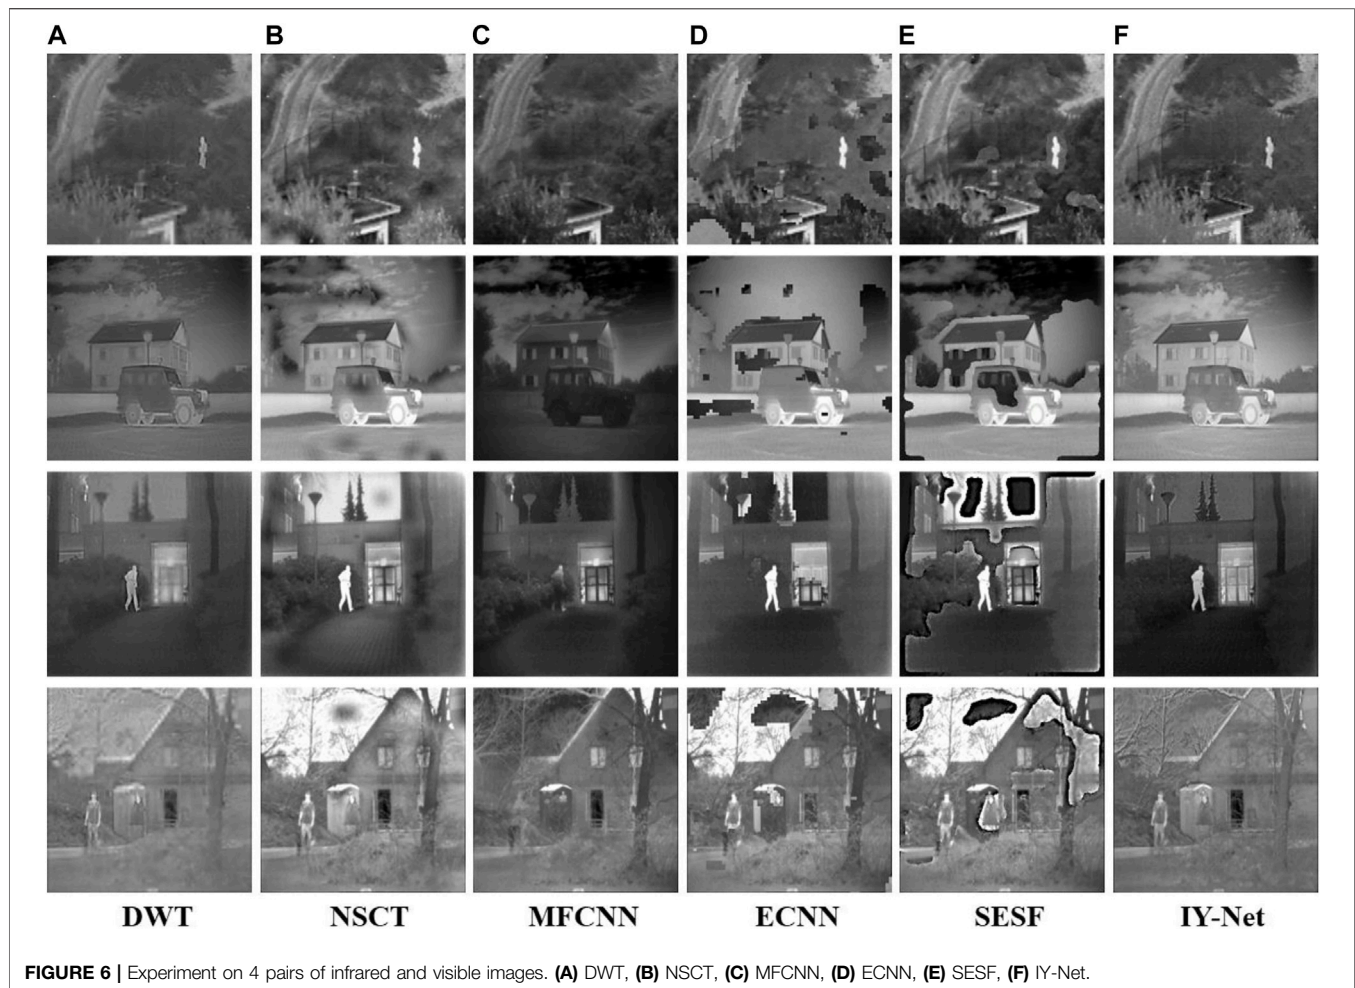 A B C D E F
DWT NSCT MFCNN ECNN SESF IY-Net
FIGURE 6 | Experiment on 4 pairs of infrared and visible images. (A) DWT, (B) NSCT, (C) MFCNN, (D) ECNN, (E) SESF, (F) IY-Net.